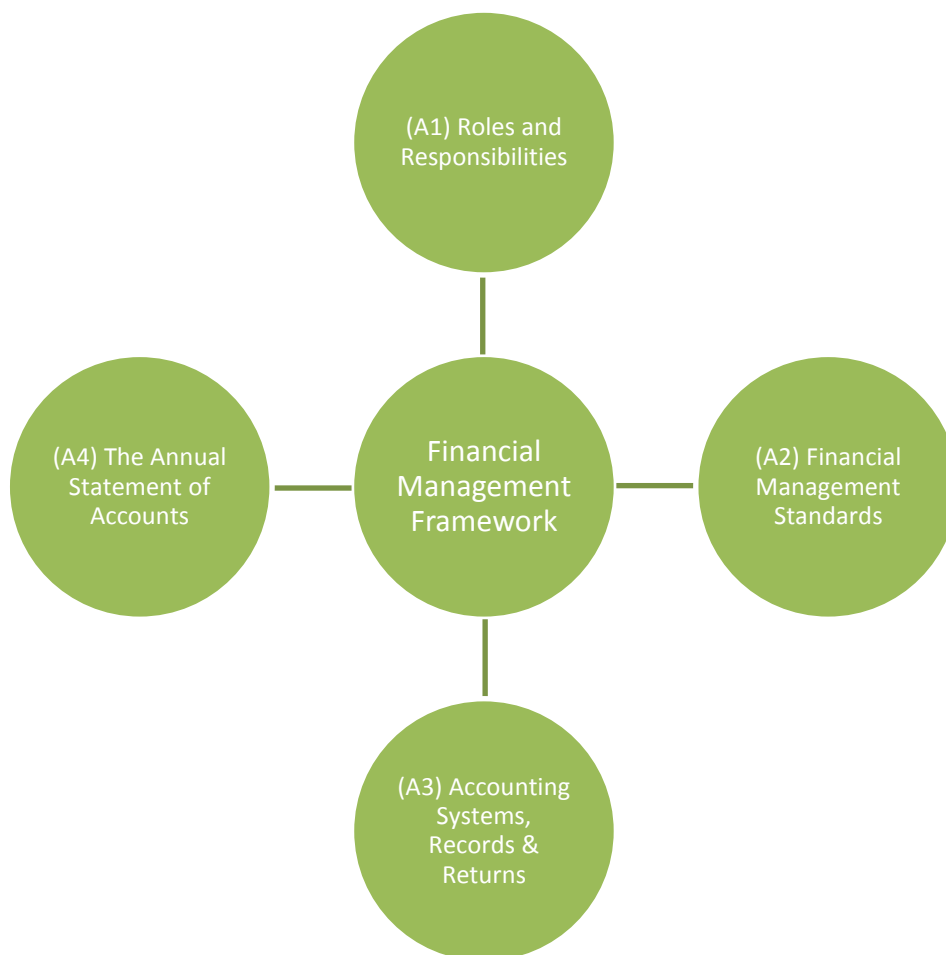 (A1) Roles and
Responsibilities
(A4) The Annual
Statement of
Accounts
Financial
Management
Framework
(A2) Financial
Management
Standards
(A3) Accounting
Systems,
Records &
Returns